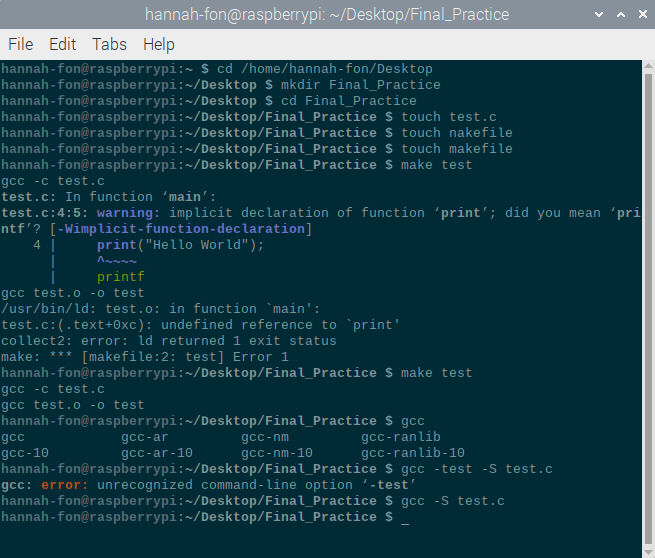 hannah-fon@raspberrypi: ~/Desktop/Final_Practice
File Edit Tabs Help
hannah-fon@raspberrypi:~ $ cd /home/hannah-fon/Desktop
hannah-fon@raspberrypi:~/Desktop $ mkdir Final_Practice
hannah-fon@raspberrypi:~/Desktop $ cd Final_Practice
hannah-fon@raspberrypi:~/Desktop/Final_Practice $ touch test.c
hannah-fon@raspberrypi:~/Desktop/Final_Practice $ touch nakefile
hannah-fon@raspberrypi:~/Desktop/Final_Practice $ touch makefile
hannah-fon@raspberrypi:~/Desktop/Final_Practice $ make test
gcc -c test.c
test.c: In function ‘main’:
test.c:4:5: warning: implicit declaration of function ‘print’; did you mean ‘pri
ntf’? [-Wimplicit-function-declaration]
    4 |     print("Hello World");
      |     ^~~~~
      |     printf
gcc test.o -o test
/usr/bin/ld: test.o: in function `main':
test.c:(.text+0xc): undefined reference to `print'
collect2: error: ld returned 1 exit status
make: *** [makefile:2: test] Error 1
hannah-fon@raspberrypi:~/Desktop/Final_Practice $ make test
gcc -c test.c
gcc test.o -o test
hannah-fon@raspberrypi:~/Desktop/Final_Practice $ gcc
gcc            gcc-ar         gcc-nm         gcc-ranlib
gcc-10         gcc-ar-10      gcc-nm-10      gcc-ranlib-10
hannah-fon@raspberrypi:~/Desktop/Final_Practice $ gcc -test -S test.c
gcc: error: unrecognized command-line option ‘-test’
hannah-fon@raspberrypi:~/Desktop/Final_Practice $ gcc -S test.c
hannah-fon@raspberrypi:~/Desktop/Final_Practice $ _